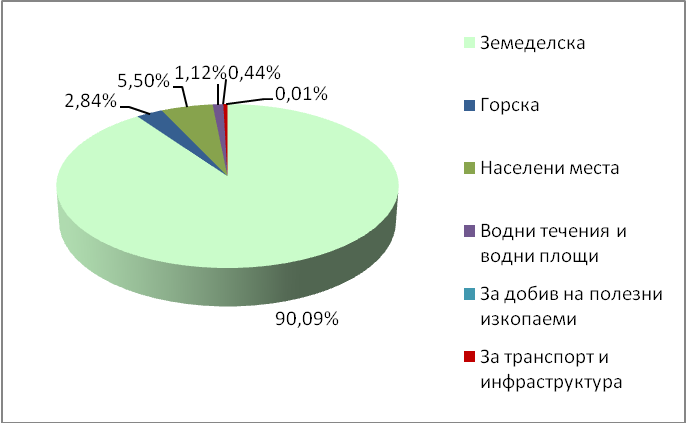 5,50%
1,12%
0,44%
2,84%
0,01%
90,09%
Земеделска
Горска
Населени места
Водни течения и
водни площи
За добив на полезни
изкопаеми
За транспорт и
инфраструктура